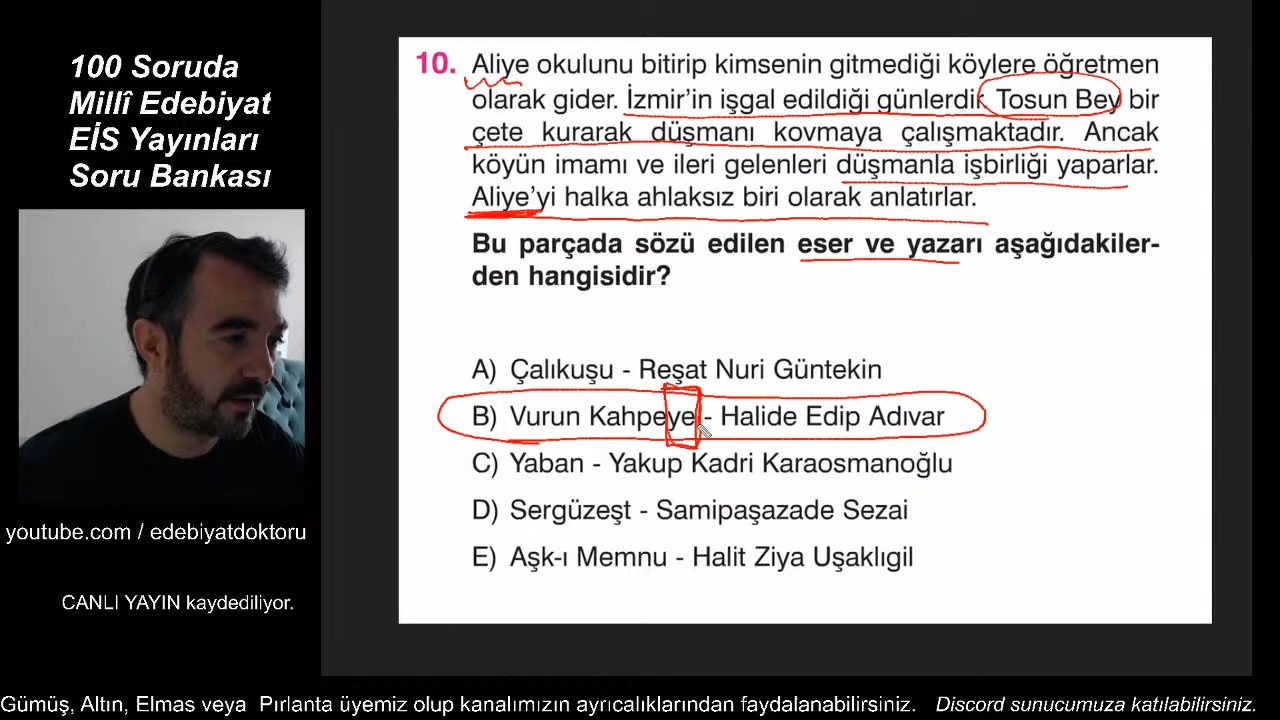 100 Soruda
Millî Edebiyat
EİS Yayınları
Soru Bankası
youtube.com / edebiyatdoktoru
CANLI YAYIN kaydediliyor.
10. Aliye okulunu bitirip kimsenin gitmediği köylere öğretmen
olarak gider. İzmir'in işgal edildiği günlerdir. Tosun Bey bir
çete kurarak düşmanı kovmaya çalışmaktadır. Ancak
köyün imamı ve ileri gelenleri düşmanla işbirliği yaparlar.
Aliye'yi halka ahlaksız biri olarak anlatırlar.
Bu parçada sözü edilen eser ve yazarı aşağıdakiler-
den hangisidir?
A) Çalıkuşu - Reşat Nuri Güntekin
B) Vurun Kahpeye - Halide Edip Adıvar
C) Yaban - Yakup Kadri Karaosmanoğlu
D) Sergüzeşt - Samipaşazade Sezai
E) Aşk-ı Memnu - Halit Ziya Uşaklıgil
Gümüş, Altın, Elmas veya Pırlanta üyemiz olup kanalımızın ayrıcalıklarından faydalanabilirsiniz. Discord sunucumuza katılabilirsiniz.